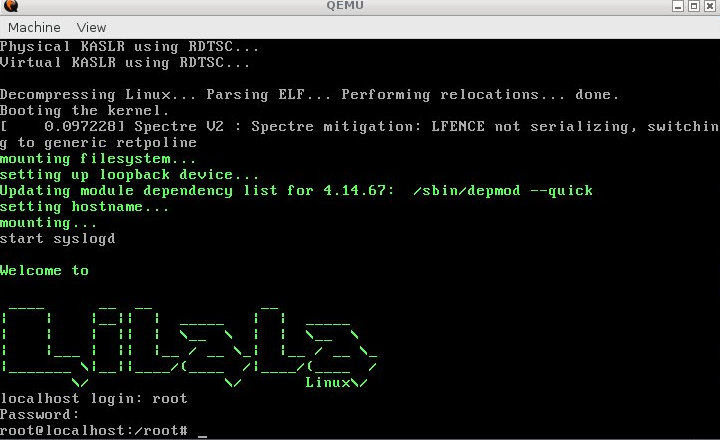 QEMU
Machine View
Physical KASLR using RDTSC...
Virtual KASLR using RDTSC...
Decompressing Linux... Parsing ELF... Performing relocations... done.
Booting the kernel.
[    0.097228] Spectre V2 : Spectre mitigation: LFENCE not serializing, switchin
g to generic retpoline
mounting filesystem...
setting up loopback device...
Updating module dependency list for 4.14.67:  /sbin/depmod --quick
setting hostname...
mounting...
start syslogd
Welcome to
Lilala
Linux
localhost login: root
Password:
root@localhost:/root# _